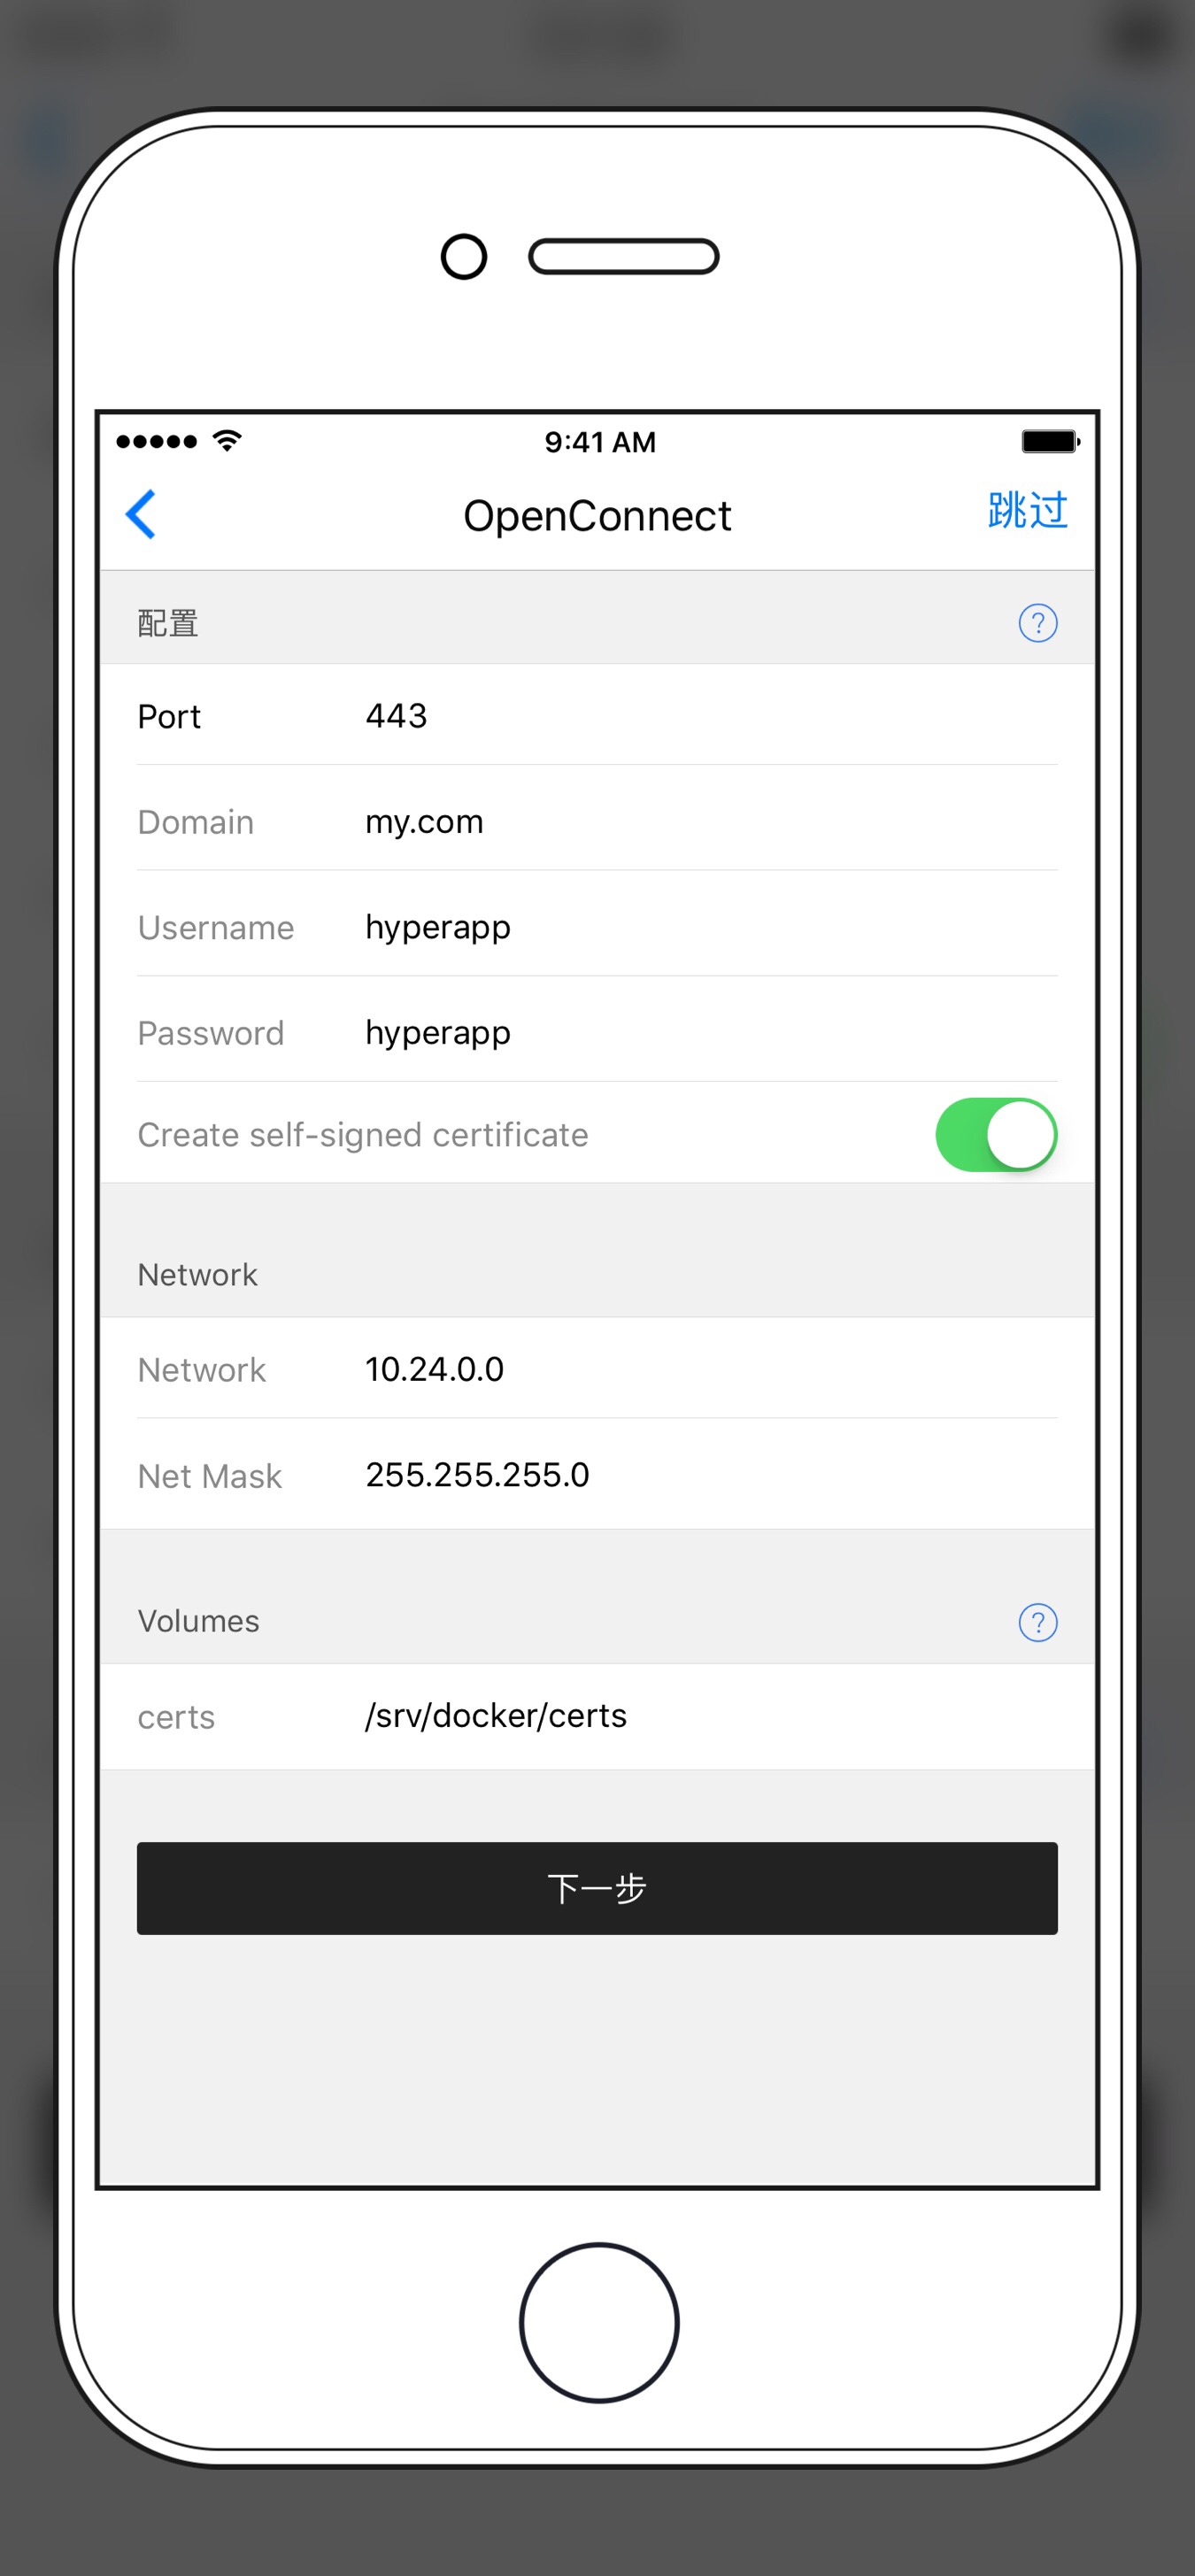 9:41 AM
OpenConnect
跳过
配置
?
Port 443
Domain my.com
Username hyperapp
Password hyperapp
Create self-signed certificate
Network
Network 10.24.0.0
Net Mask 255.255.255.0
Volumes
?
certs /srv/docker/certs
下一步